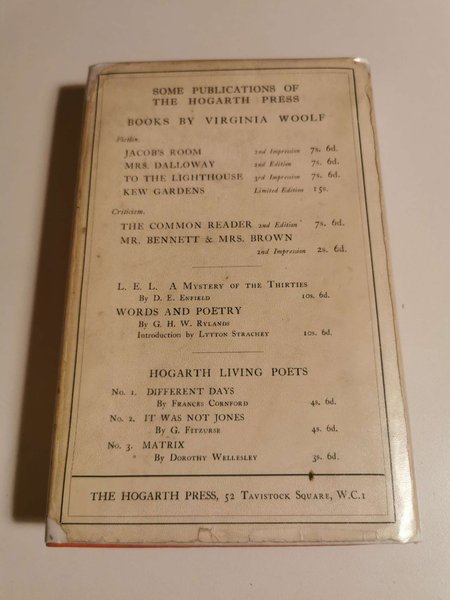 SOME PUBLICATIONS OF
THE HOGARTH PRESS
BOOKS BY VIRGINIA WOOLF
Fiction.
JACOB'S ROOM 2nd Impression 7s. 6d.
MRS. DALLOWAY 2nd Edition 7s. 6d.
TO THE LIGHTHOUSE 3rd Impression 7s. 6d.
KEW GARDENS Limited Edition 15s.
Criticism.
THE COMMON READER 2nd Edition 7s. 6d.
MR. BENNETT & MRS. BROWN
2nd Impression 2s. 6d.
L. E. L. A Mystery of the Thirties
By D. E. Enfield 10s. 6d.
WORDS AND POETRY
By G. H. W. Rylands
Introduction by Lytton Strachey 10s. 6d.
HOGARTH LIVING POETS
No. 1. DIFFERENT DAYS
By Frances Cornford 4s. 6d.
No. 2. IT WAS NOT JONES
By G. Fitzurse 4s. 6d.
No. 3. MATRIX
By Dorothy Wellesley 3s. 6d.
THE HOGARTH PRESS, 52 Tavistock Square, W.C.1